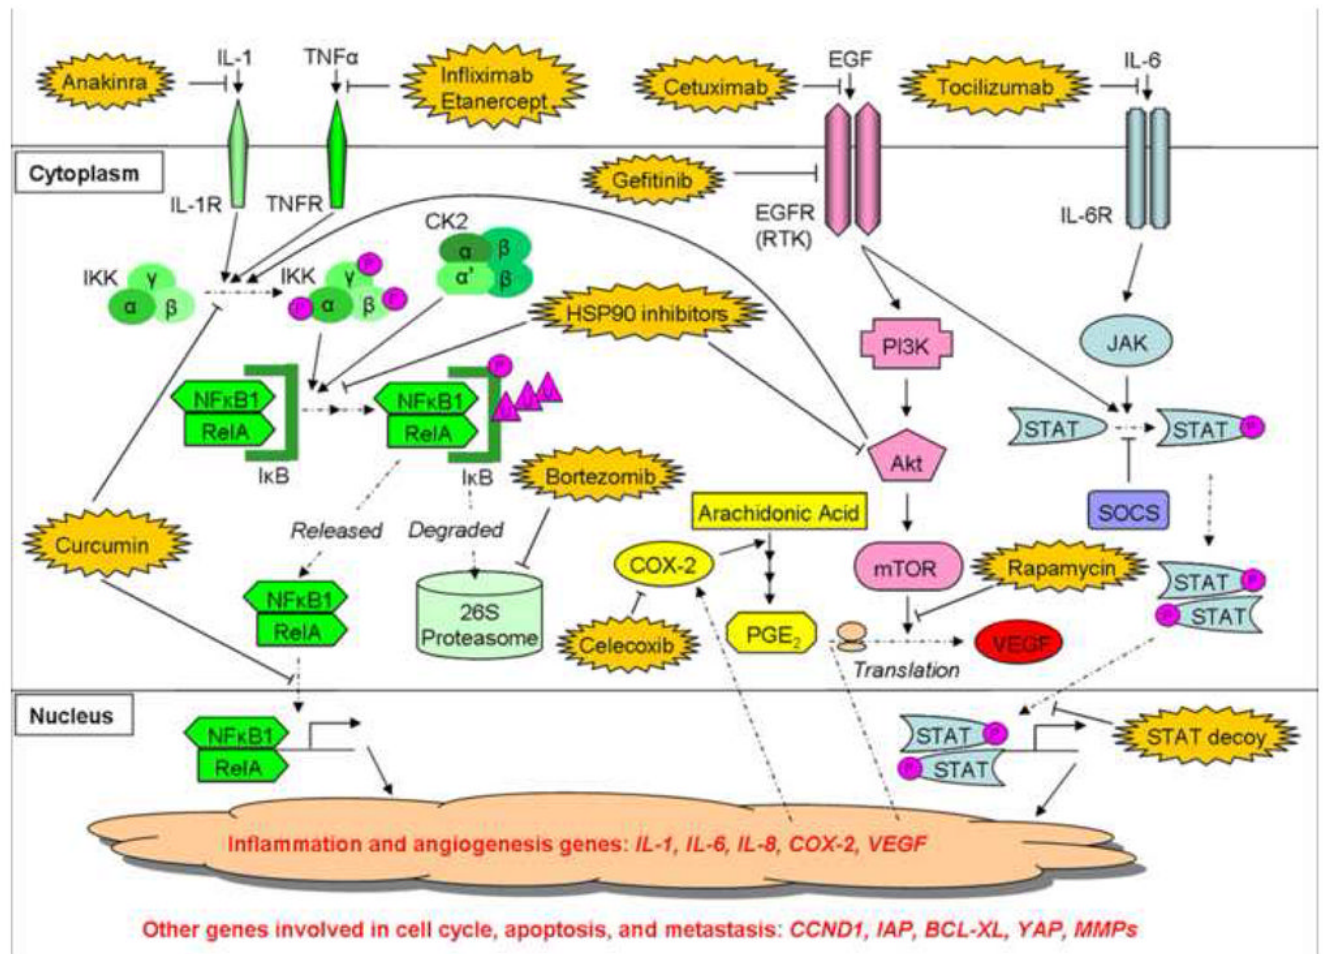 IL-1
TNFα
EGF
IL-6
Anakinra
Infliximab
Etanercept
Cetuximab
Tocilizumab
Cytoplasm
Gefitinib
IL-1R
TNFR
CK2
EGFR
(RTK)
IL-6R
α
β
α'
β
IKK
γ
α
β
IKK
γ
α
β
P
P
P
HSP90 inhibitors
PI3K
JAK
NFκB1
RelA
IκB
NFκB1
RelA
IκB
P
U
U
U
STAT
STAT
P
Akt
Bortezomib
Arachidonic Acid
SOCS
Curcumin
Released
Degraded
COX-2
mTOR
Rapamycin
STAT
P
P
STAT
NFκB1
RelA
26S
Proteasome
Celecoxib
PGE2
VEGF
Translation
Nucleus
NFκB1
RelA
STAT
P
P
STAT
STAT decoy
Inflammation and angiogenesis genes: IL-1, IL-6, IL-8, COX-2, VEGF
Other genes involved in cell cycle, apoptosis, and metastasis: CCND1, IAP, BCL-XL, YAP, MMPs